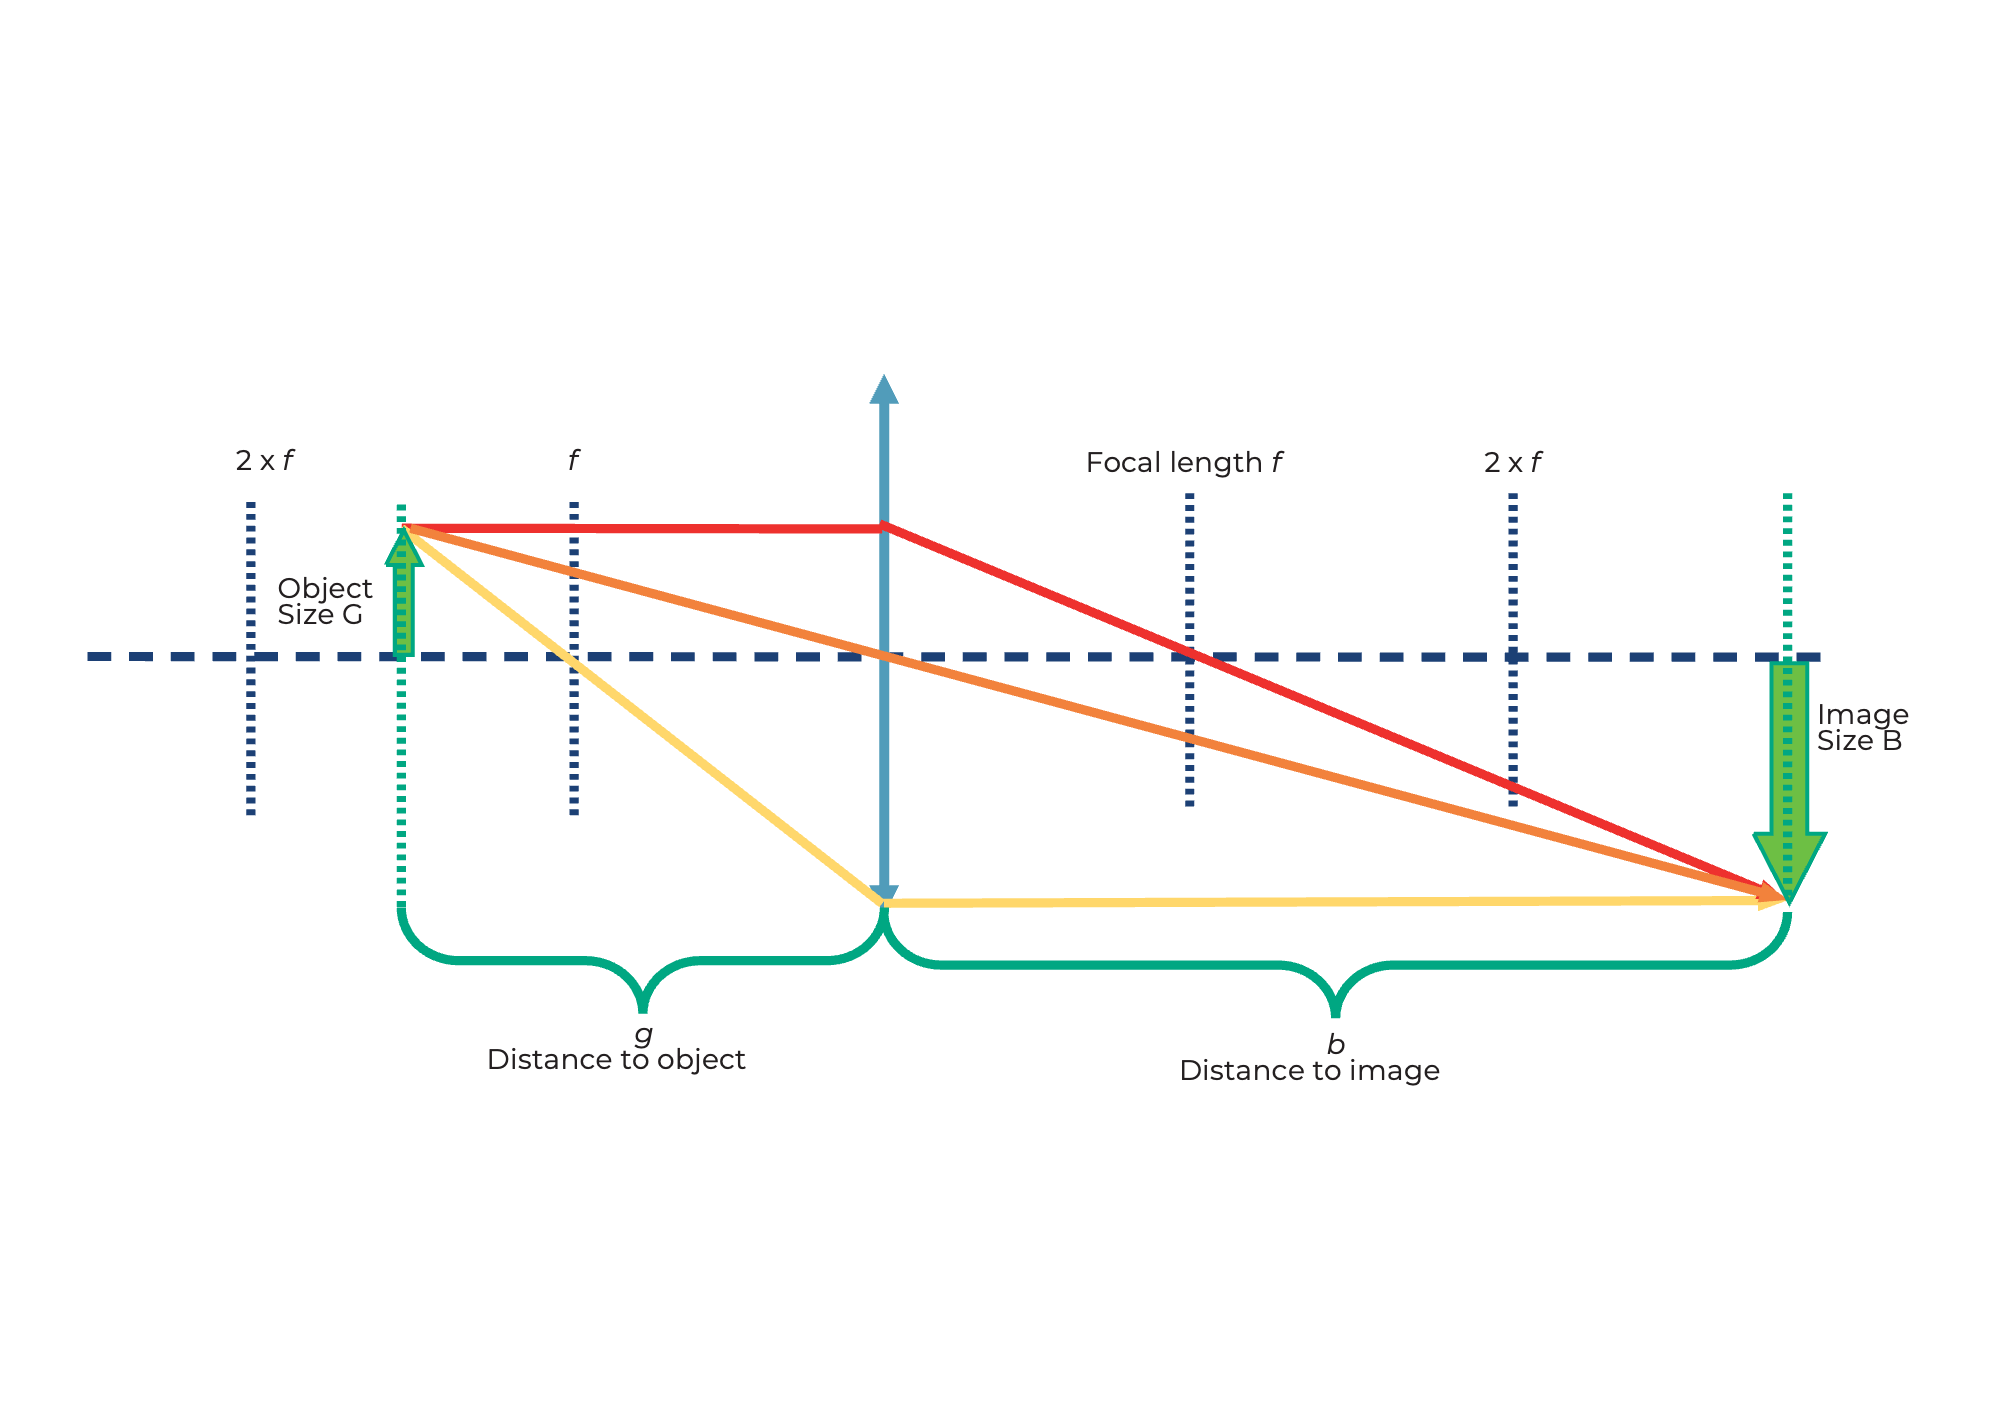 2 x f
f
Focal length f
2 x f
Object
Size G
Image
Size B
g
Distance to object
b
Distance to image